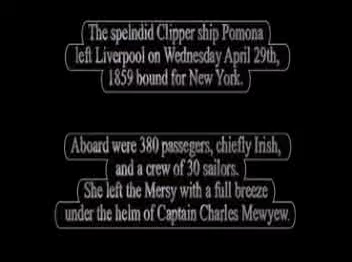 The spelndid Clipper ship Pomona
left Liverpool on Wednesday April 29th,
1859 bound for New York.
Aboard were 380 passegers, chiefly Irish,
and a crew of 30 sailors.
She left the Mersy with a full breeze
under the helm of Captain Charles Mewyew.